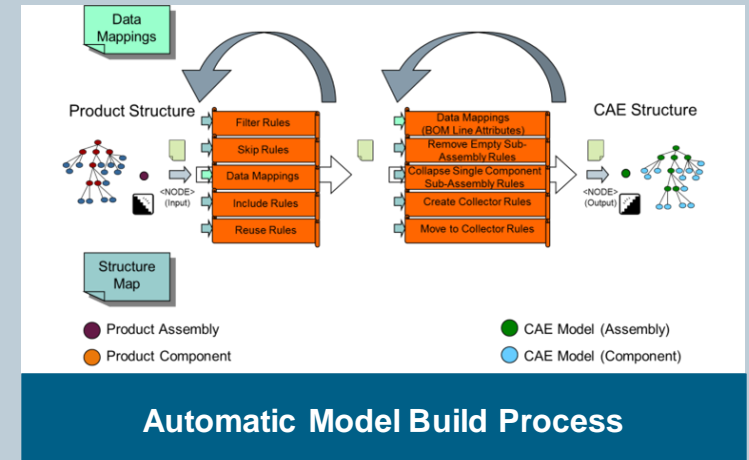 Data
Mappings
Product Structure
CAE Structure
Filter Rules
Skip Rules
Data Mappings
Include Rules
Reuse Rules
<NODE>
(Input)
Data Mappings
(BOM Line Attributes)
Remove Empty Sub-
Assembly Rules
Collapse Single Component
Sub-Assembly Rules
Create Collector Rules
Move to Collector Rules
<NODE>
(Output)
Structure
Map
Product Assembly
Product Component
CAE Model (Assembly)
CAE Model (Component)
Automatic Model Build Process